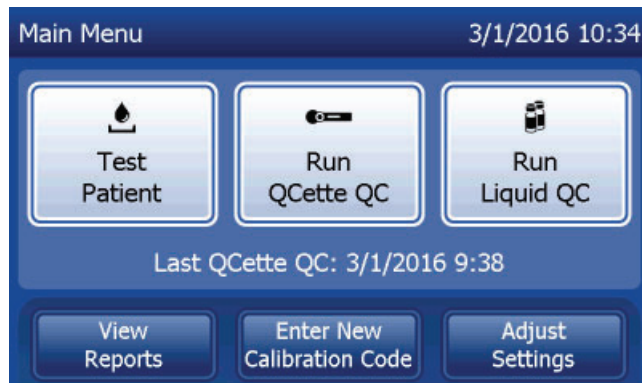 Main Menu 3/1/2016 10:34
Test
Patient
Run
QCette QC
Run
Liquid QC
Last QCette QC: 3/1/2016 9:38
View
Reports
Enter New
Calibration Code
Adjust
Settings